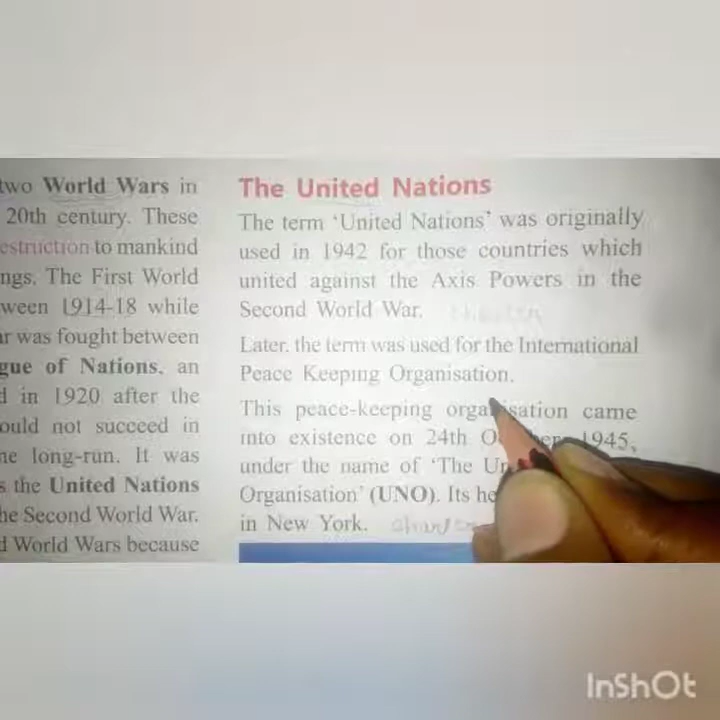 two World Wars in
20th century. These
estruction to mankind
ngs. The First World
ween 1914-18 while
ar was fought between
gue of Nations, an
d in 1920 after the
ould not succeed in
ne long-run. It was
s the United Nations
he Second World War.
d World Wars because
The United Nations
The term ‘United Nations’ was originally
used in 1942 for those countries which
united against the Axis Powers in the
Second World War.
Later, the term was used for the International
Peace Keeping Organisation.
This peace-keeping organisation came
into existence on 24th 1945,
under the name of ‘The
Organisation’ (UNO). Its
in New York.
InShOt